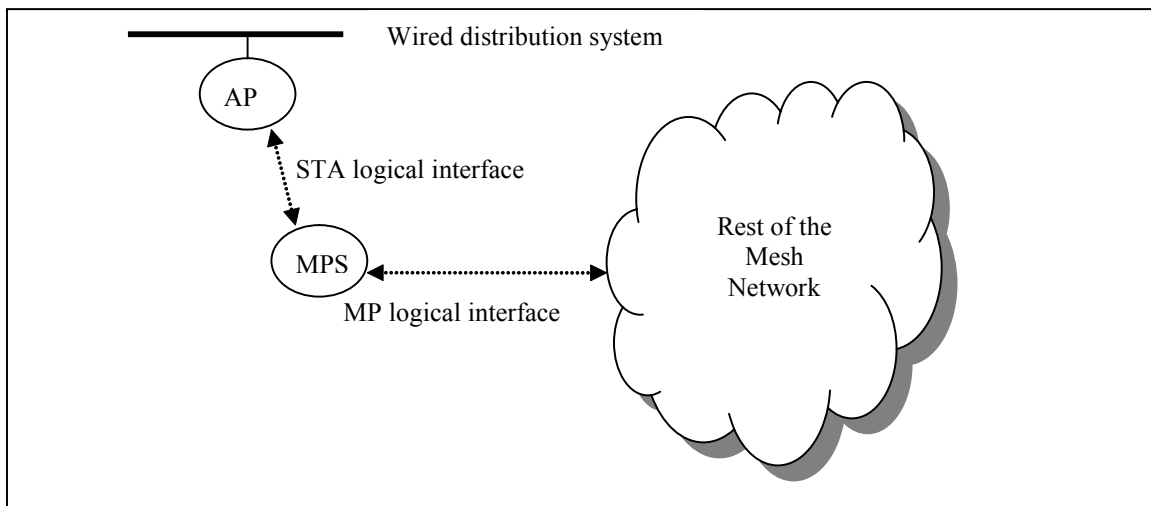 Wired distribution system
AP
STA logical interface
MPS
MP logical interface
Rest of the
Mesh
Network